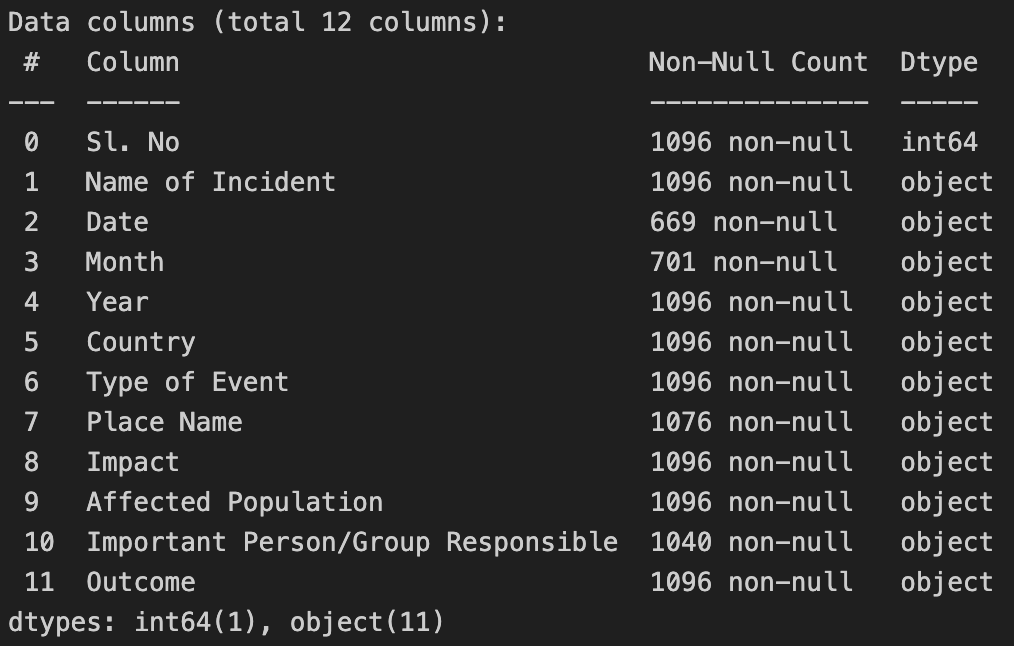 Data columns (total 12 columns):
 #   Column                              Non-Null Count  Dtype
---  ------                              --------------  -----
 0   Sl. No                              1096 non-null   int64
 1   Name of Incident                    1096 non-null   object
 2   Date                                669 non-null    object
 3   Month                               701 non-null    object
 4   Year                                1096 non-null   object
 5   Country                             1096 non-null   object
 6   Type of Event                       1096 non-null   object
 7   Place Name                          1076 non-null   object
 8   Impact                              1096 non-null   object
 9   Affected Population                 1096 non-null   object
 10  Important Person/Group Responsible  1040 non-null   object
 11  Outcome                             1096 non-null   object
dtypes: int64(1), object(11)